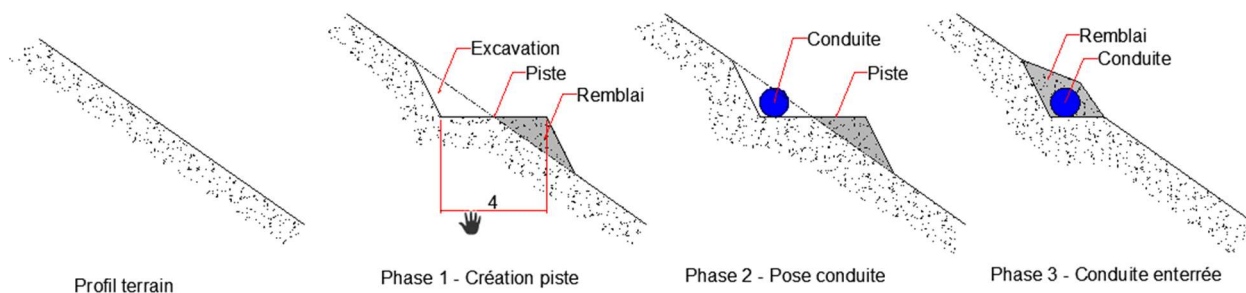 Excavation
Piste
Remblai
4
Conduite
Piste
Remblai
Conduite
Profil terrain
Phase 1 - Création piste
Phase 2 - Pose conduite
Phase 3 - Conduite enterrée